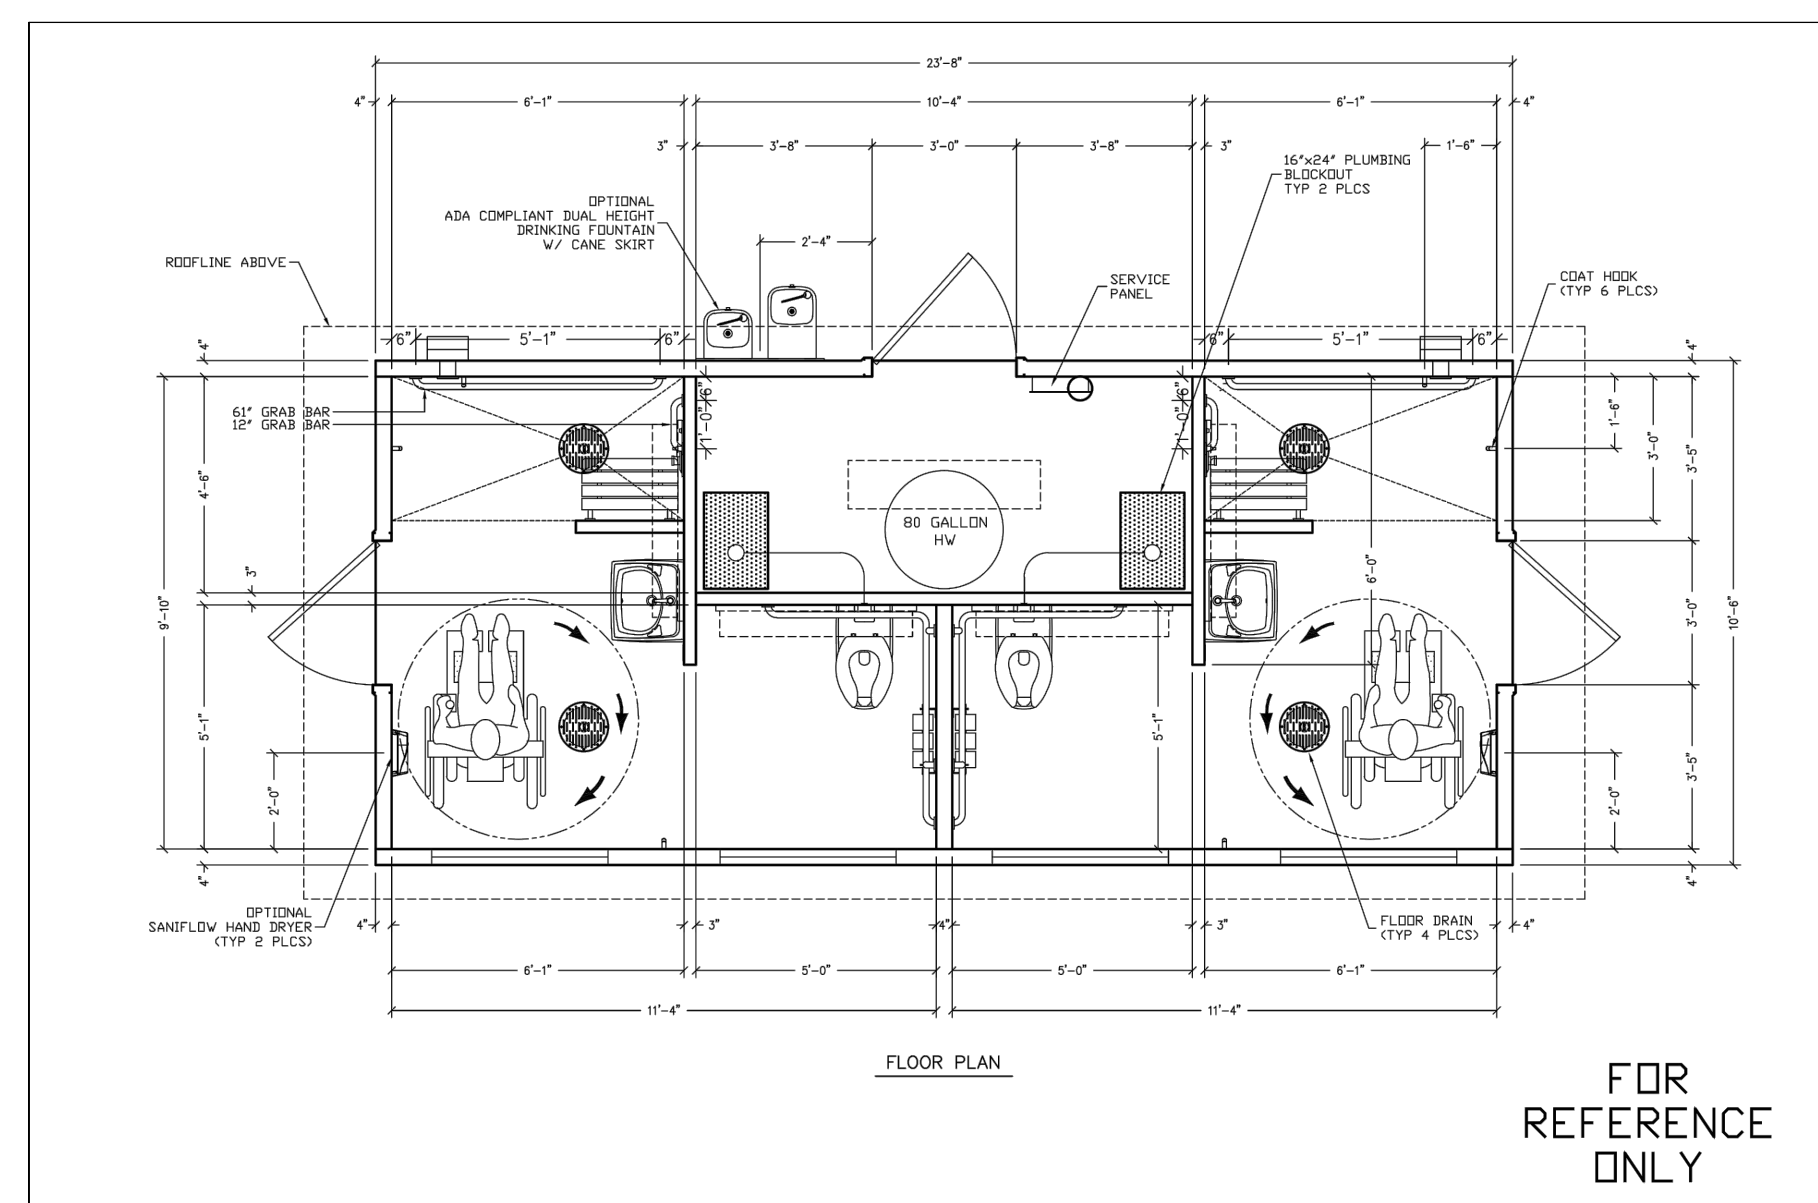 23'-8"
4"
6'-1"
10'-4"
6'-1"
4"
3"
3'-8"
3'-0"
3'-8"
3"
1'-6"
16"x24" PLUMBING
BLOCKOUT
TYP 2 PLCS
OPTIONAL
ADA COMPLIANT DUAL HEIGHT
DRINKING FOUNTAIN
W/ CANE SKIRT
2'-4"
ROOFLINE ABOVE
SERVICE
PANEL
COAT HOOK
(TYP 6 PLCS)
4"
6"
5'-1"
6"
6"
5'-1"
6"
4"
61" GRAB BAR
12" GRAB BAR
6"
1'-0"
6"
1'-0"
1'-6"
3'-0"
3'-5"
4'-6"
80 GALLON
HW
3"
9'-10"
6'-0"
3'-0"
10'-6"
5'-1"
2'-0"
5'-1"
2'-0"
3'-5"
4"
4"
OPTIONAL
SANIFLOW HAND DRYER
(TYP 2 PLCS)
4"
3"
4"
3"
FLOOR DRAIN
(TYP 4 PLCS)
4"
6'-1"
5'-0"
5'-0"
6'-1"
11'-4"
11'-4"
FLOOR PLAN
FOR
REFERENCE
ONLY